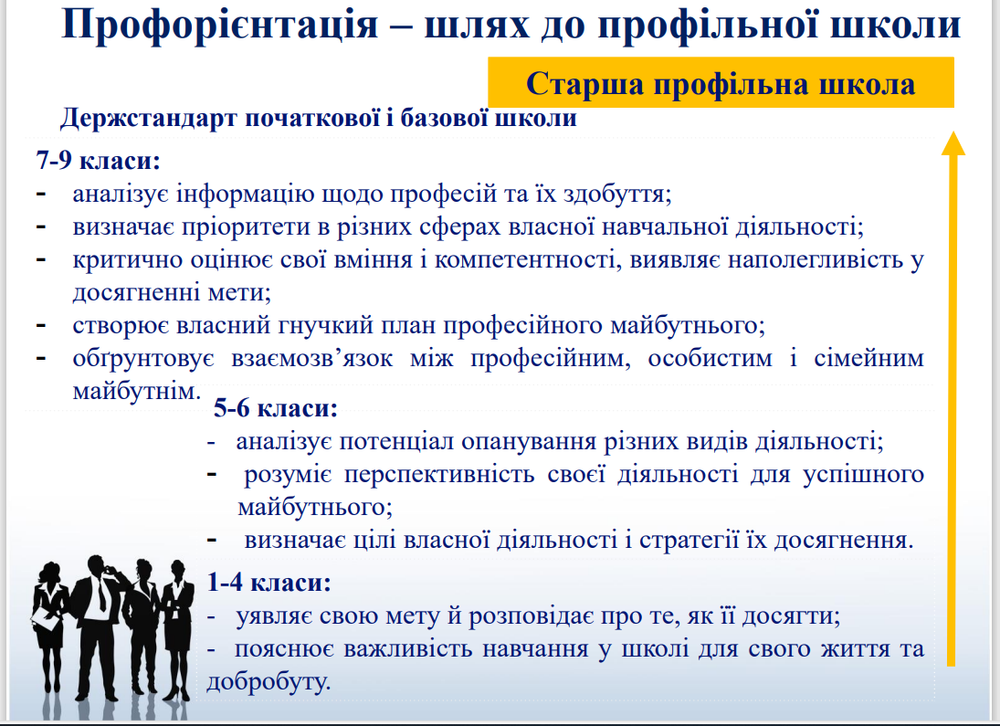 Профорієнтація – шлях до профільної школи
Старша профільна школа
Держстандарт початкової і базової школи
7-9 класи:
- аналізує інформацію щодо професій та їх здобуття;
- визначає пріоритети в різних сферах власної навчальної діяльності;
- критично оцінює свої вміння і компетентності, виявляє наполегливість у
досягненні мети;
- створює власний гнучкий план професійного майбутнього;
- обґрунтовує взаємозв’язок між професійним, особистим і сімейним
майбутнім.
5-6 класи:
- аналізує потенціал опанування різних видів діяльності;
- розуміє перспективність своєї діяльності для успішного
майбутнього;
- визначає цілі власної діяльності і стратегії їх досягнення.
1-4 класи:
- уявляє свою мету й розповідає про те, як її досягти;
- пояснює важливість навчання у школі для свого життя та
добробуту.